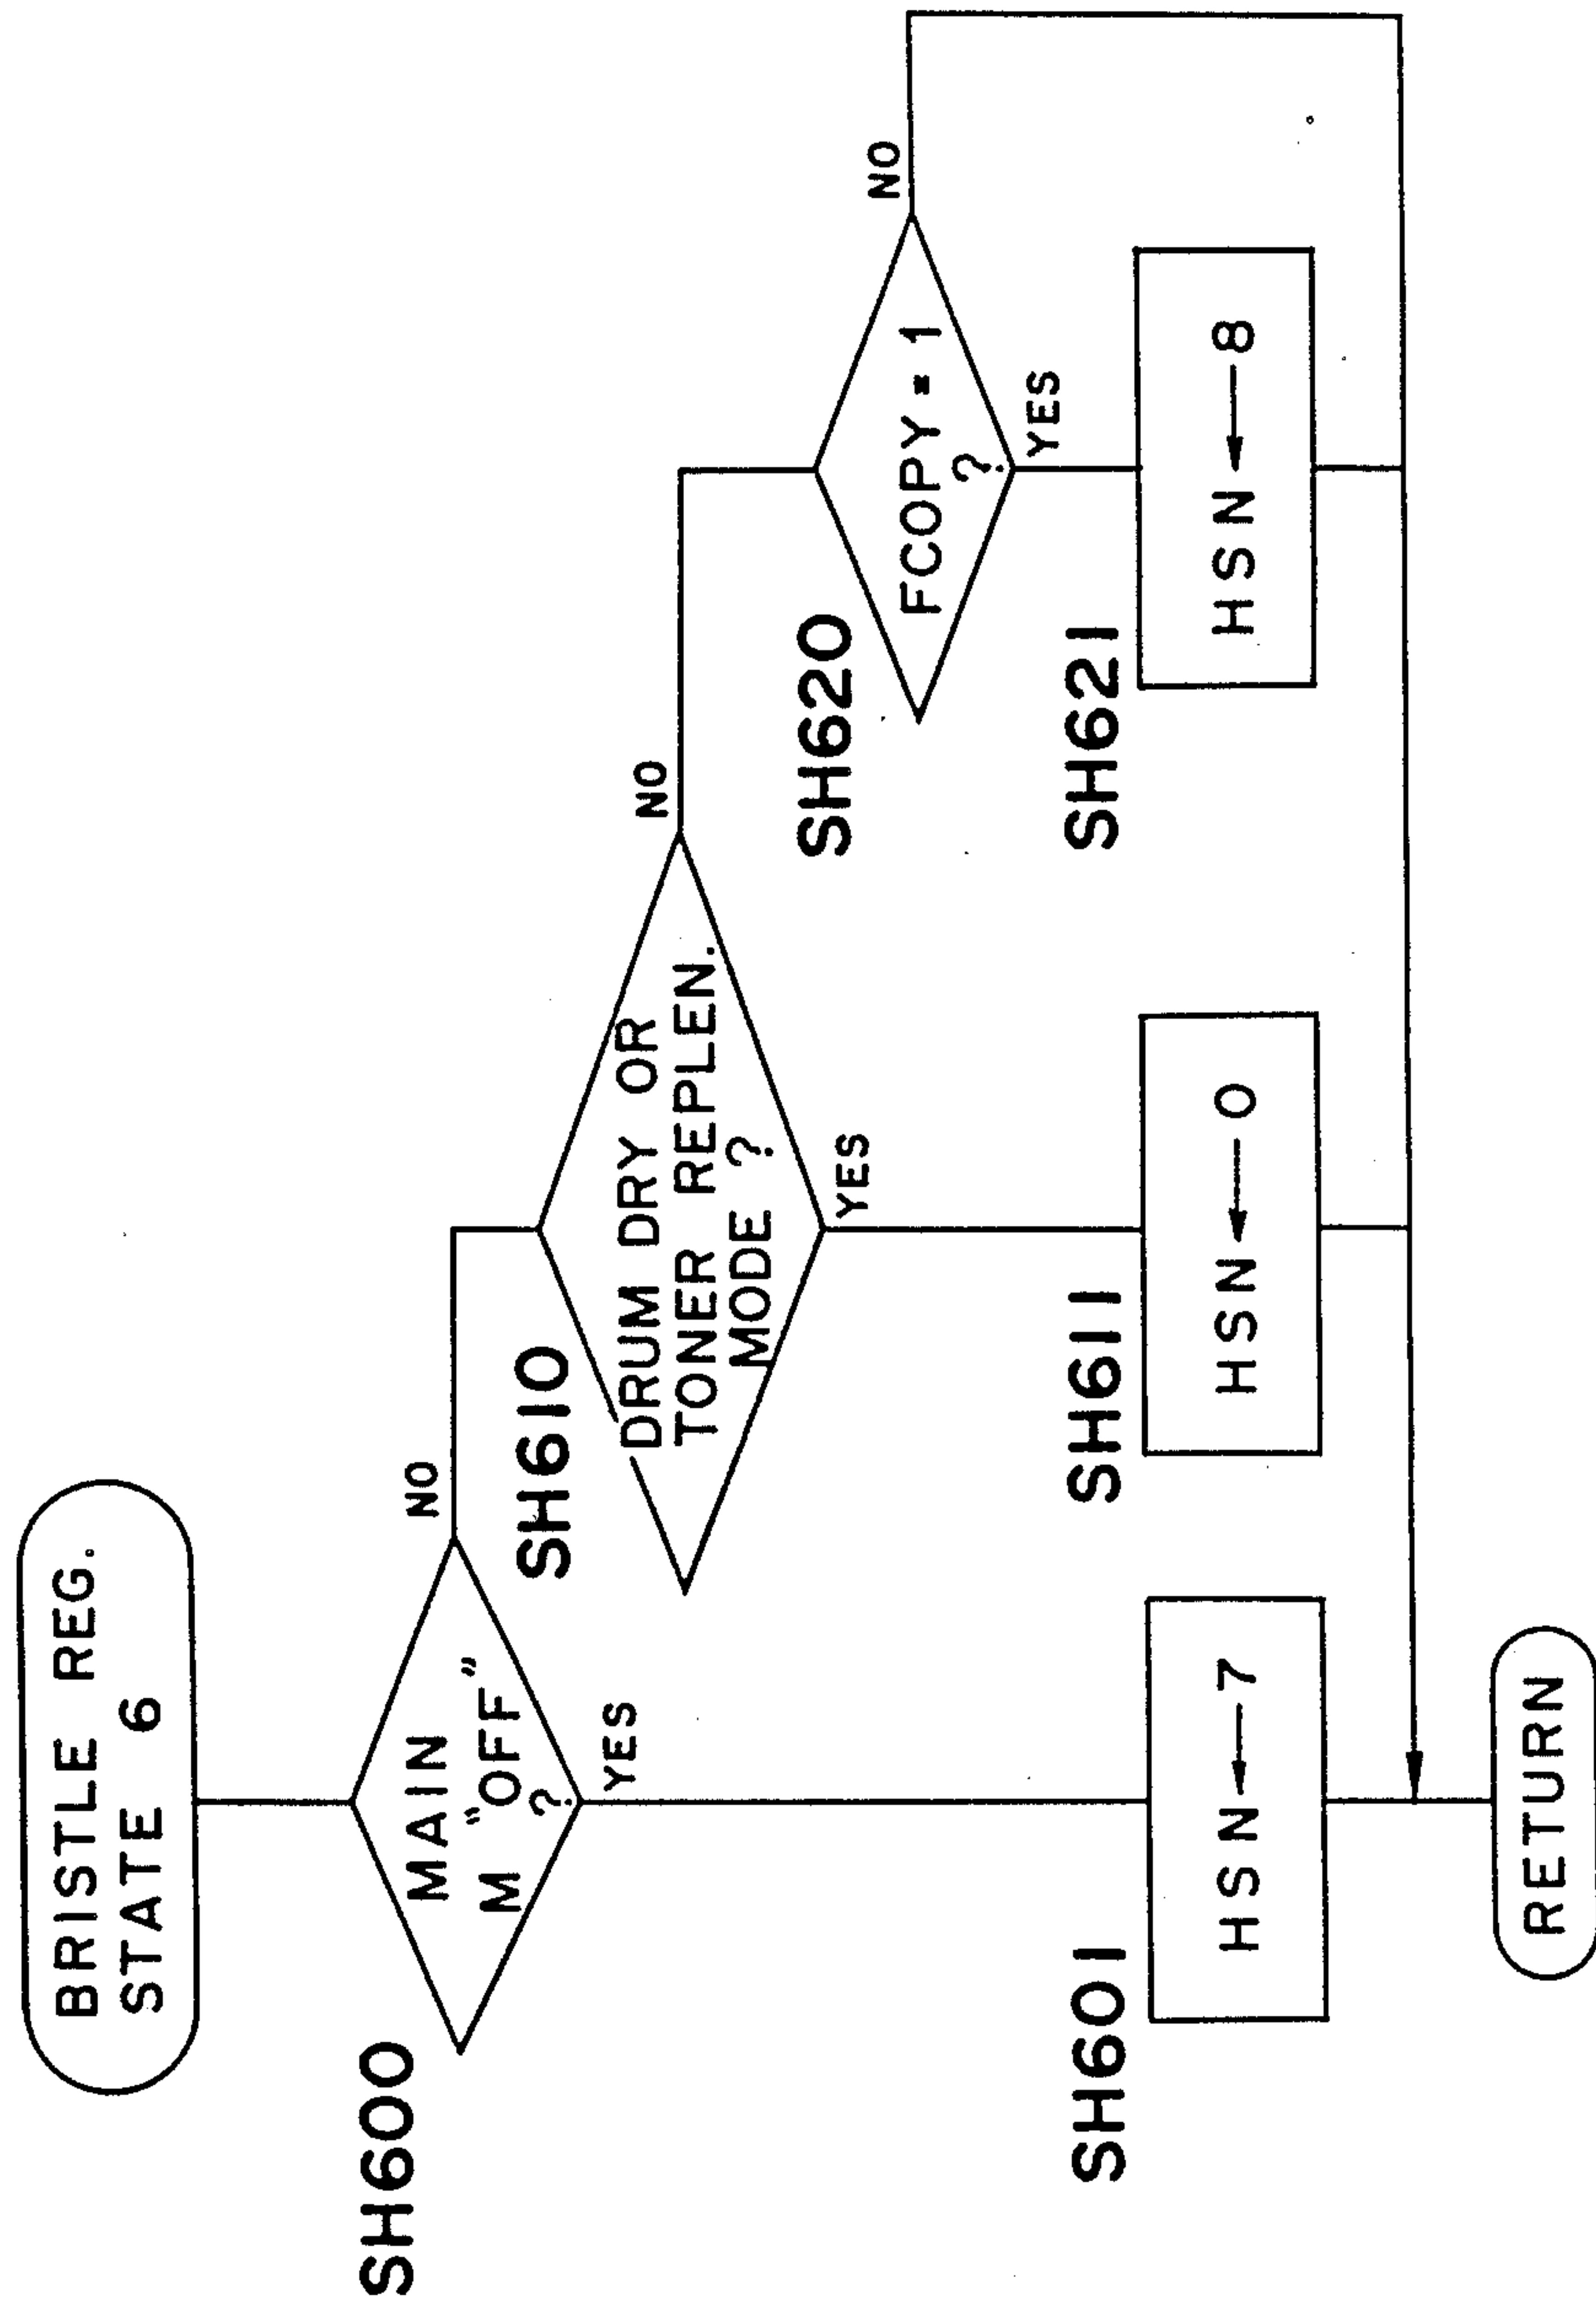 BRISTLE REG.
STATE 6
SH600
MAIN
M "OFF"
?
NO
YES
SH610
DRUM DRY OR
TONER REPLEN.
MODE ?
NO
YES
SH620
FCOPY = 1
?
NO
YES
SH601
HSN ← 7
SH611
HSN ← 0
SH621
HSN ← 8
RETURN